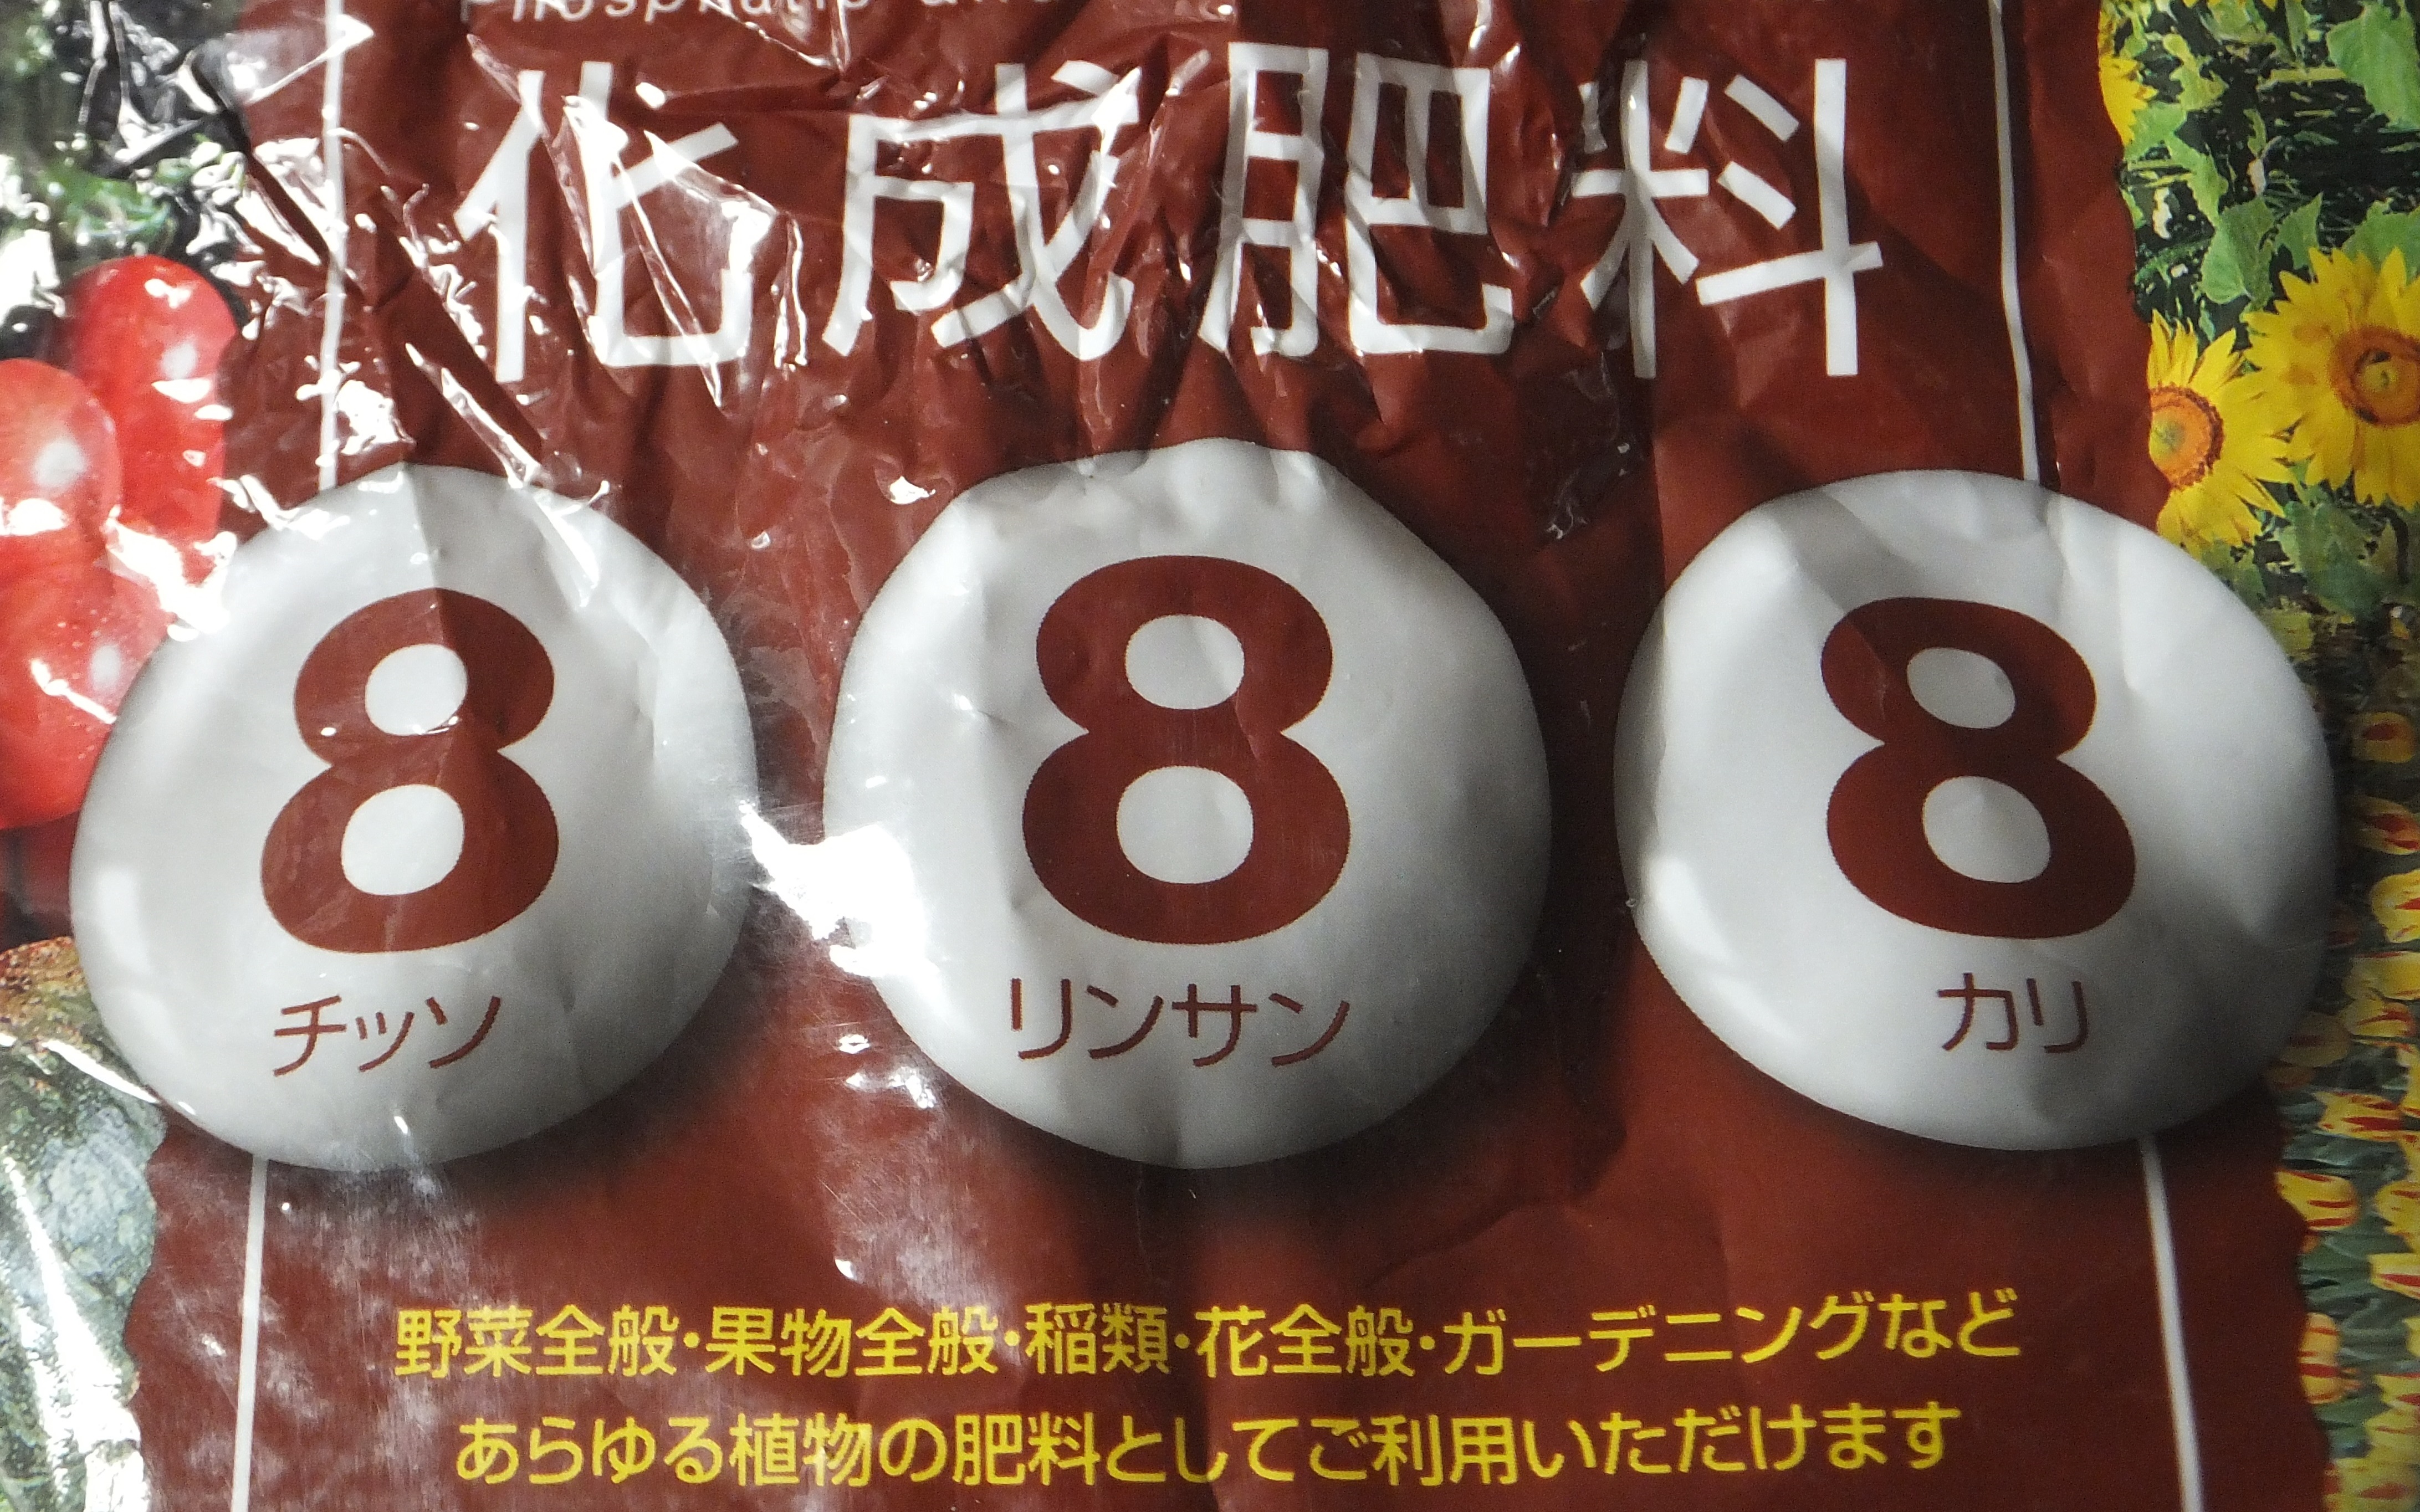 Phosphatic and
化成肥料
8 8 8
チッソ リンサン カリ
野菜全般・果物全般・稲類・花全般・ガーデニングなど
あらゆる植物の肥料としてご利用いただけます